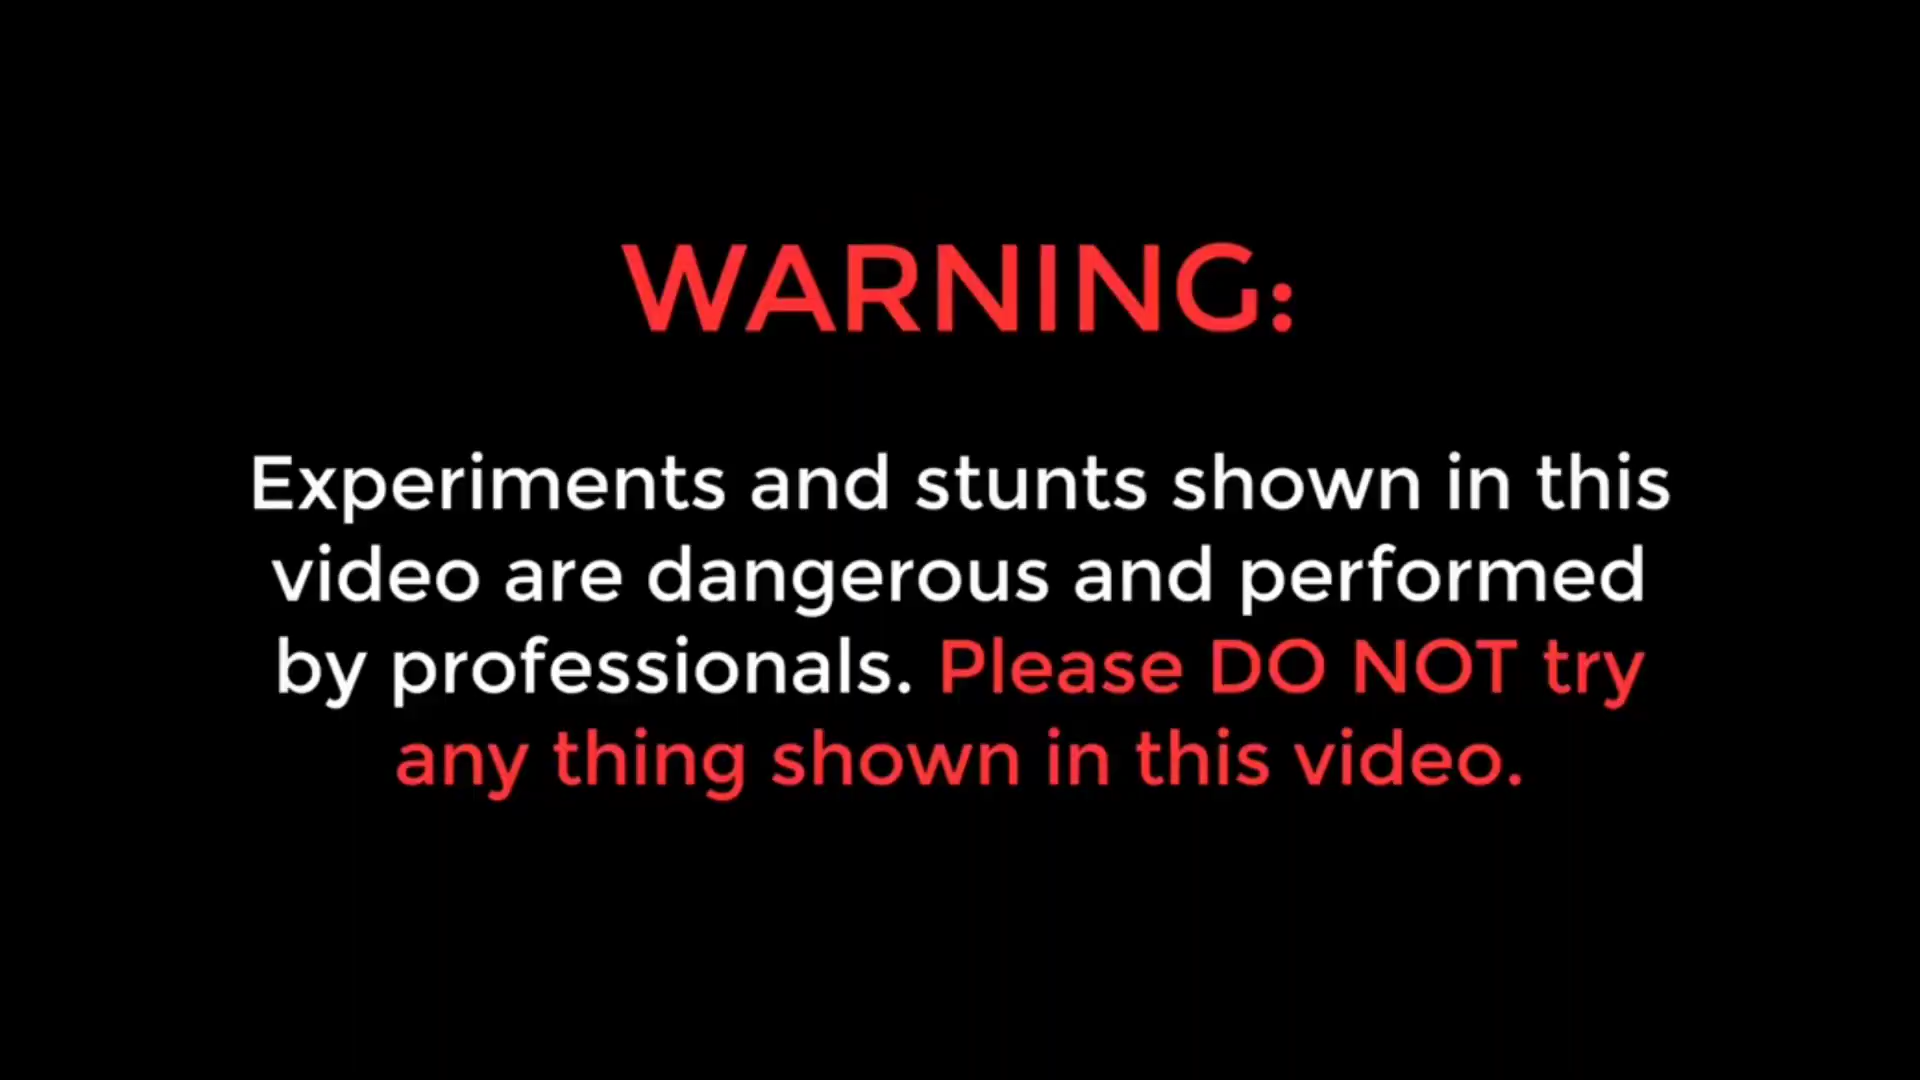 WARNING:
Experiments and stunts shown in this
video are dangerous and performed
by professionals. Please DO NOT try
any thing shown in this video.